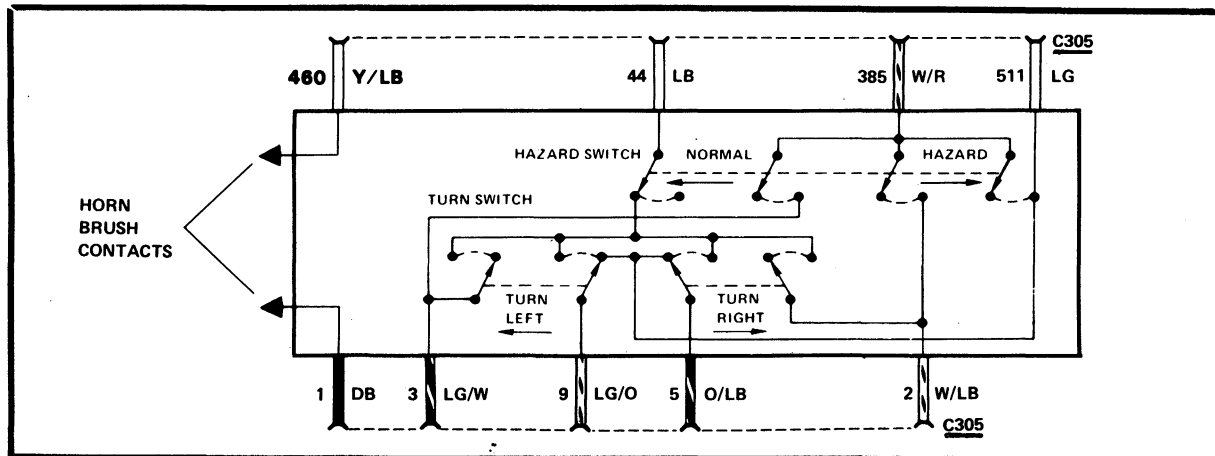 C305
460 Y/LB 44 LB 385 W/R 511 LG
HAZARD SWITCH NORMAL HAZARD
TURN SWITCH
HORN
BRUSH
CONTACTS
TURN
LEFT
TURN
RIGHT
1 DB 3 LG/W 9 LG/O 5 O/LB 2 W/LB
C305